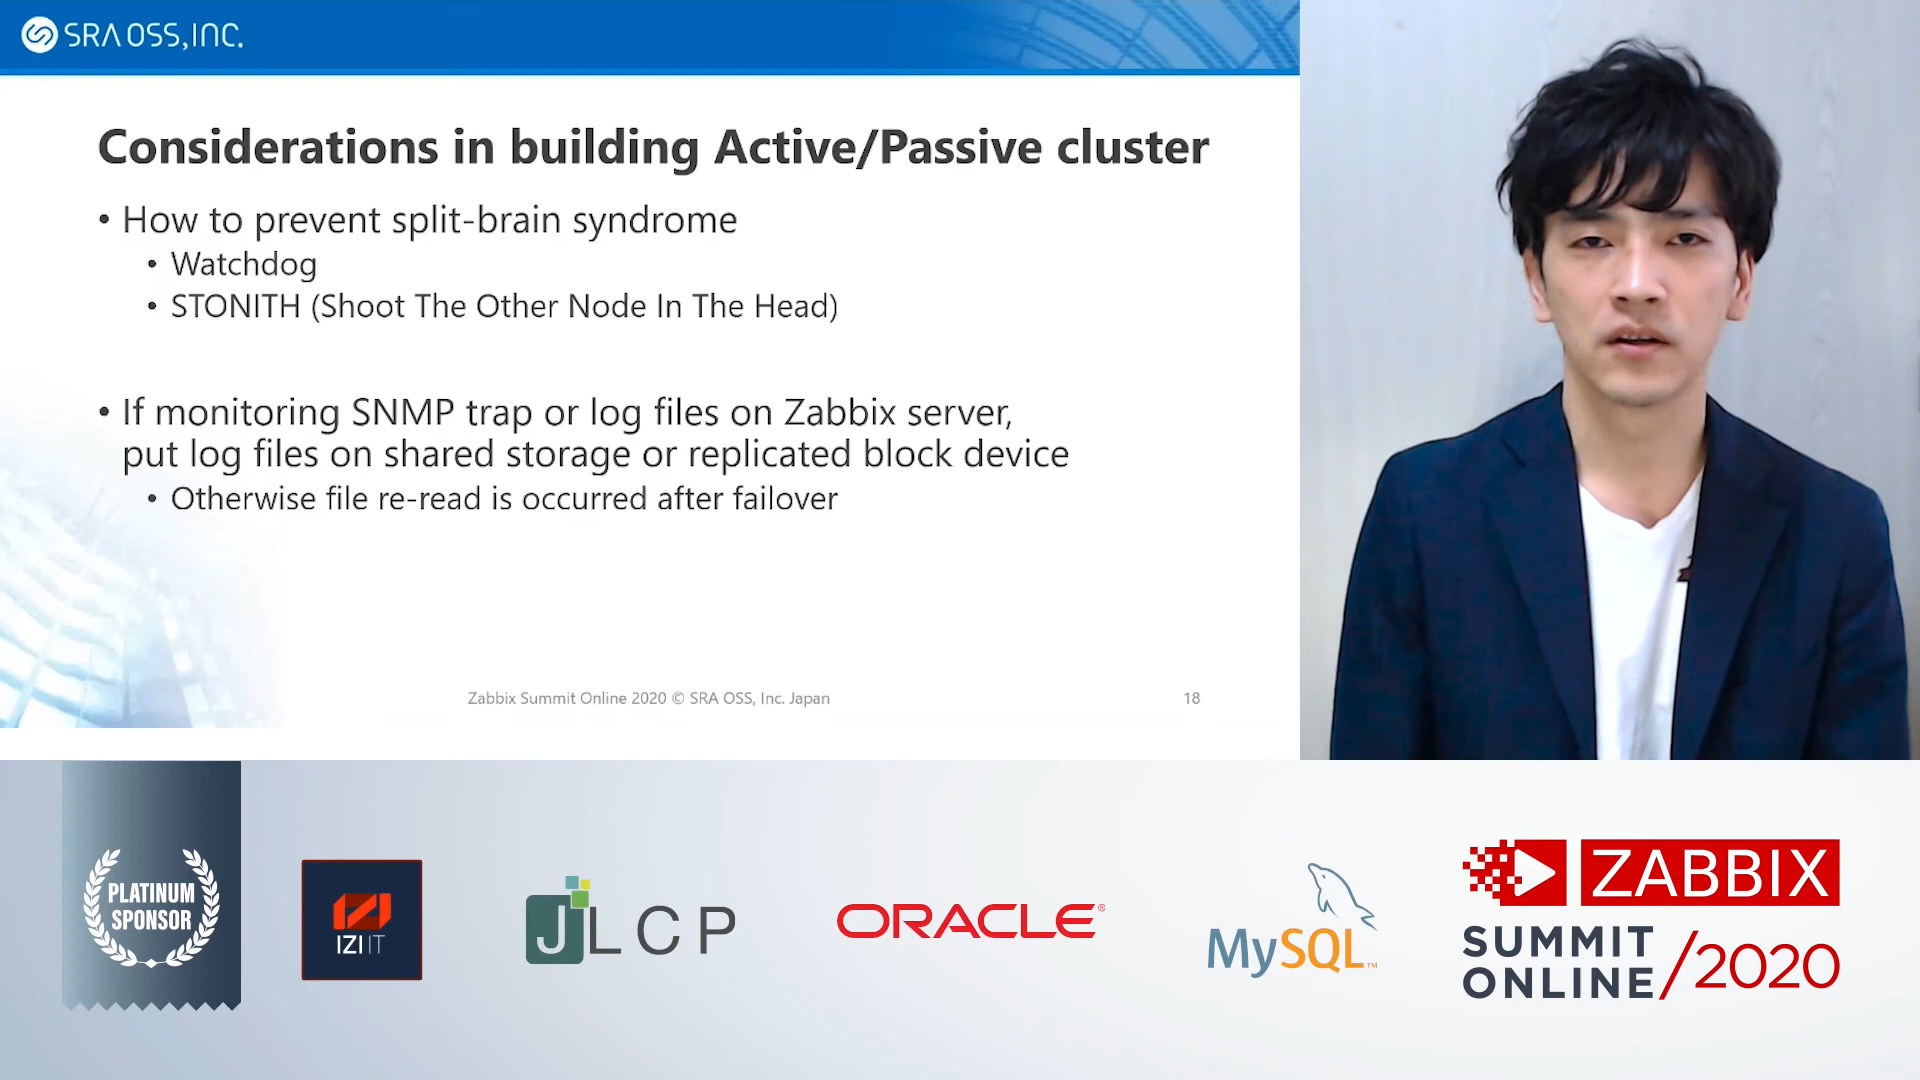 SRA OSS, INC.
Considerations in building Active/Passive cluster
• How to prevent split-brain syndrome
• Watchdog
• STONITH (Shoot The Other Node In The Head)
• If monitoring SNMP trap or log files on Zabbix server,
put log files on shared storage or replicated block device
• Otherwise file re-read is occurred after failover
Zabbix Summit Online 2020 © SRA OSS, Inc. Japan
18
PLATINUM
SPONSOR
IZI IT
JLCP
ORACLE®
MySQL™
ZABBIX
SUMMIT
ONLINE /2020